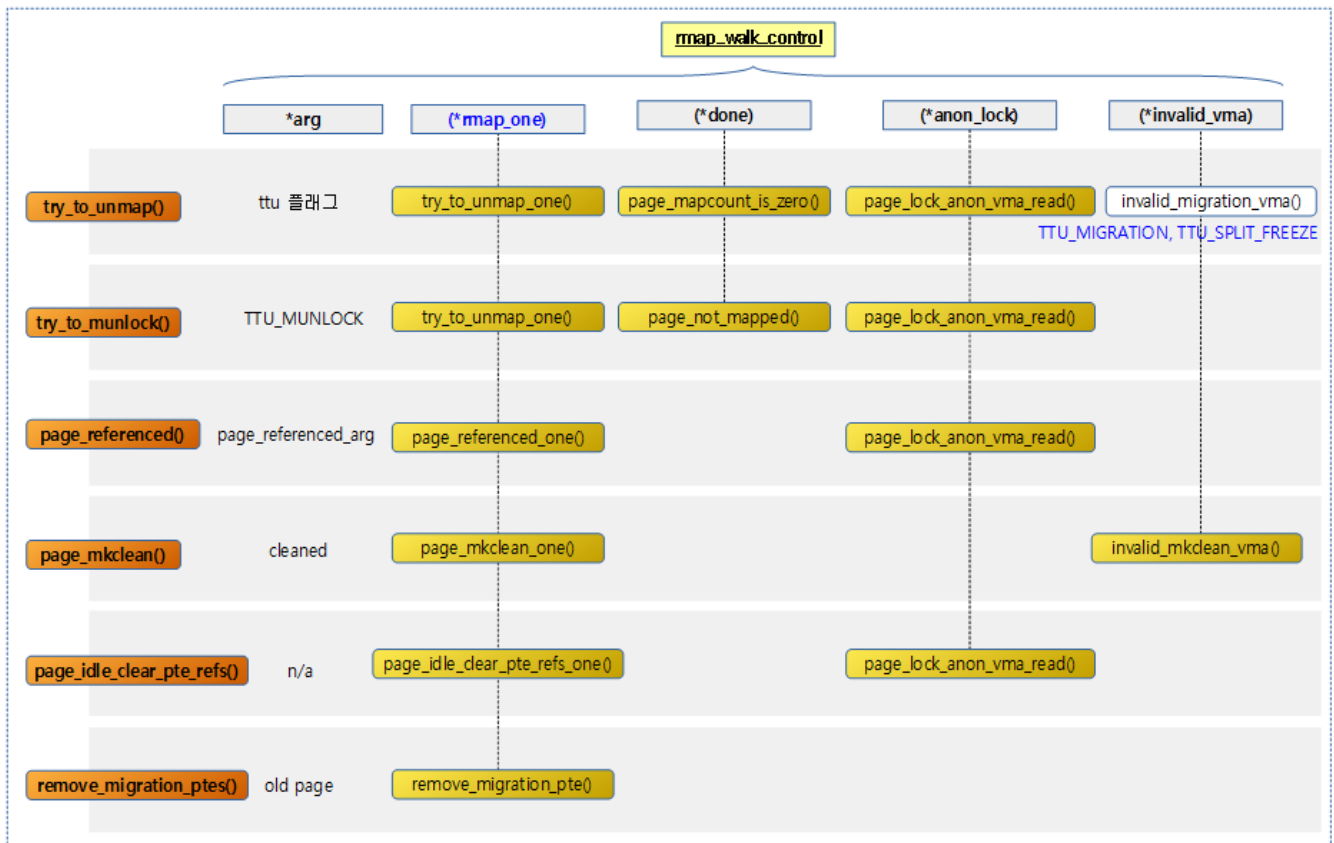 rmap_walk_control
*arg
(*rmap_one)
(*done)
(*anon_lock)
(*invalid_vma)
try_to_unmap()
ttu 플래그
try_to_unmap_one()
page_mapcount_is_zero()
page_lock_anon_vma_read()
invalid_migration_vma()
TTU_MIGRATION, TTU_SPLIT_FREEZE
try_to_munlock()
TTU_MUNLOCK
try_to_unmap_one()
page_not_mapped()
page_lock_anon_vma_read()
page_referenced()
page_referenced_arg
page_referenced_one()
page_lock_anon_vma_read()
page_mkclean()
cleaned
page_mkclean_one()
invalid_mkclean_vma()
page_idle_clear_pte_refs()
n/a
page_idle_clear_pte_refs_one()
page_lock_anon_vma_read()
remove_migration_ptes()
old page
remove_migration_pte()